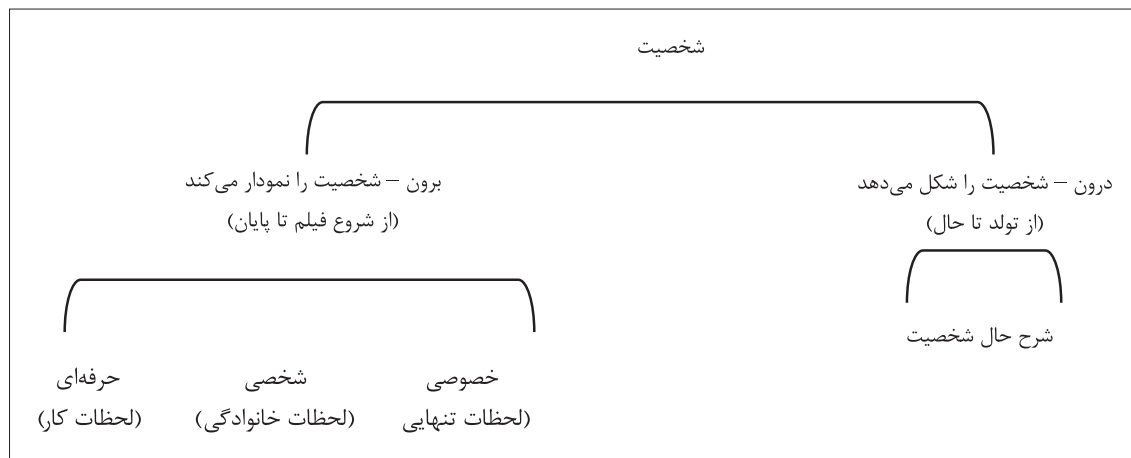 شخصیت
درون – شخصیت را شکل می‌دهد
(از تولد تا حال)
شرح حال شخصیت
برون – شخصیت را نمودار می‌کند
(از شروع فیلم تا پایان)
خصوصی
(لحظات تنهایی
شخصی
(لحظات خانوادگی)
حرفه‌ای
(لحظات کار)